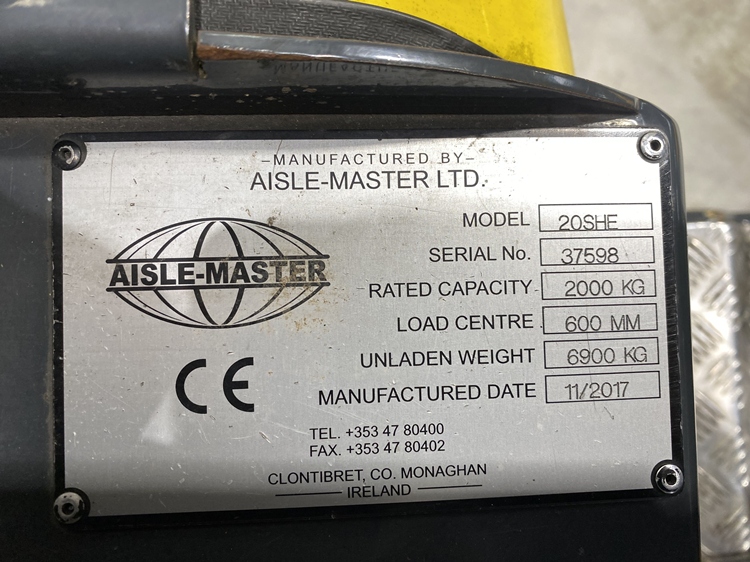 –MANUFACTURED BY–
AISLE-MASTER LTD.
AISLE-MASTER
CE
MODEL 20SHE
SERIAL No. 37598
RATED CAPACITY 2000 KG
LOAD CENTRE 600 MM
UNLADEN WEIGHT 6900 KG
MANUFACTURED DATE 11/2017
TEL. +353 47 80400
FAX. +353 47 80402
CLONTIBRET, CO. MONAGHAN
IRELAND